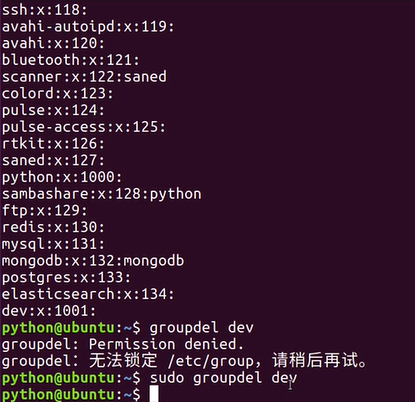 ssh:x:118:
avahi-autoipd:x:119:
avahi:x:120:
bluetooth:x:121:
scanner:x:122:saned
colord:x:123:
pulse:x:124:
pulse-access:x:125:
rtkit:x:126:
saned:x:127:
python:x:1000:
sambashare:x:128:python
ftp:x:129:
redis:x:130:
mysql:x:131:
mongodb:x:132:mongodb
postgres:x:133:
elasticsearch:x:134:
dev:x:1001:
python@ubuntu:~$ groupdel dev
groupdel: Permission denied.
groupdel: 无法锁定 /etc/group，请稍后再试。
python@ubuntu:~$ sudo groupdel dev
python@ubuntu:~$